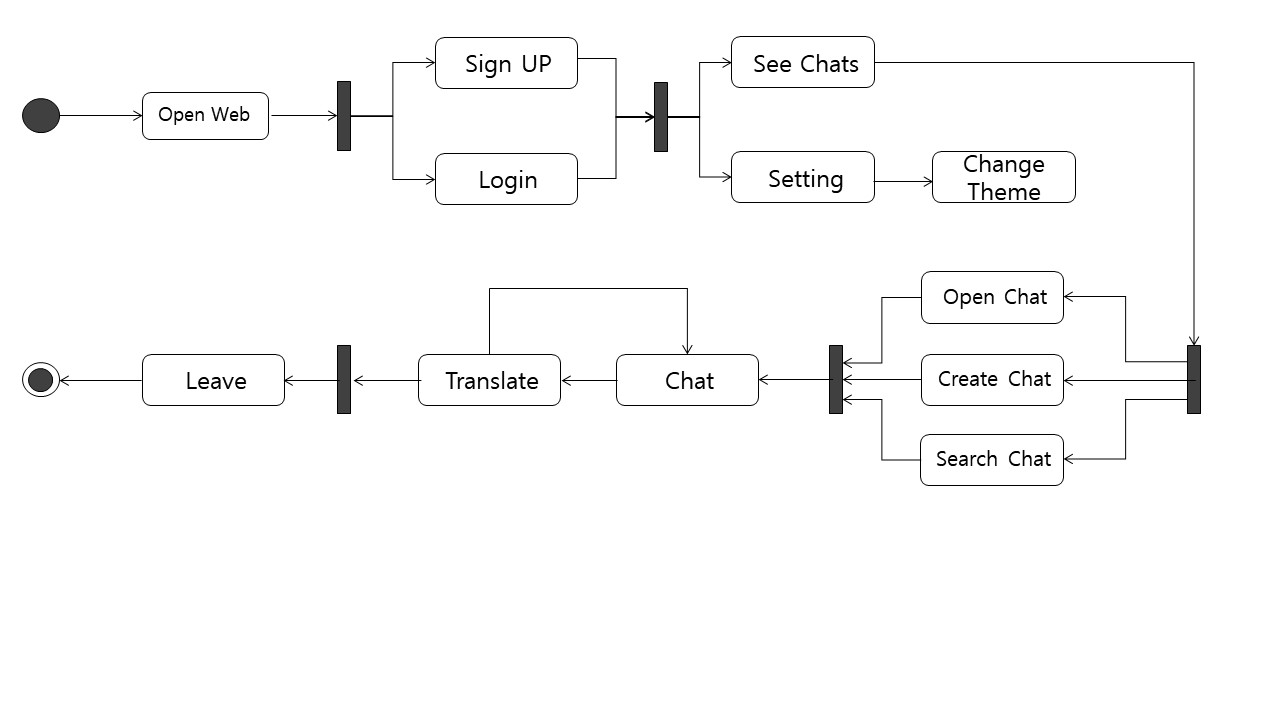 Sign UP
See Chats
Open Web
Login
Setting
Change
Theme
Open Chat
Leave
Translate
Chat
Create Chat
Search Chat